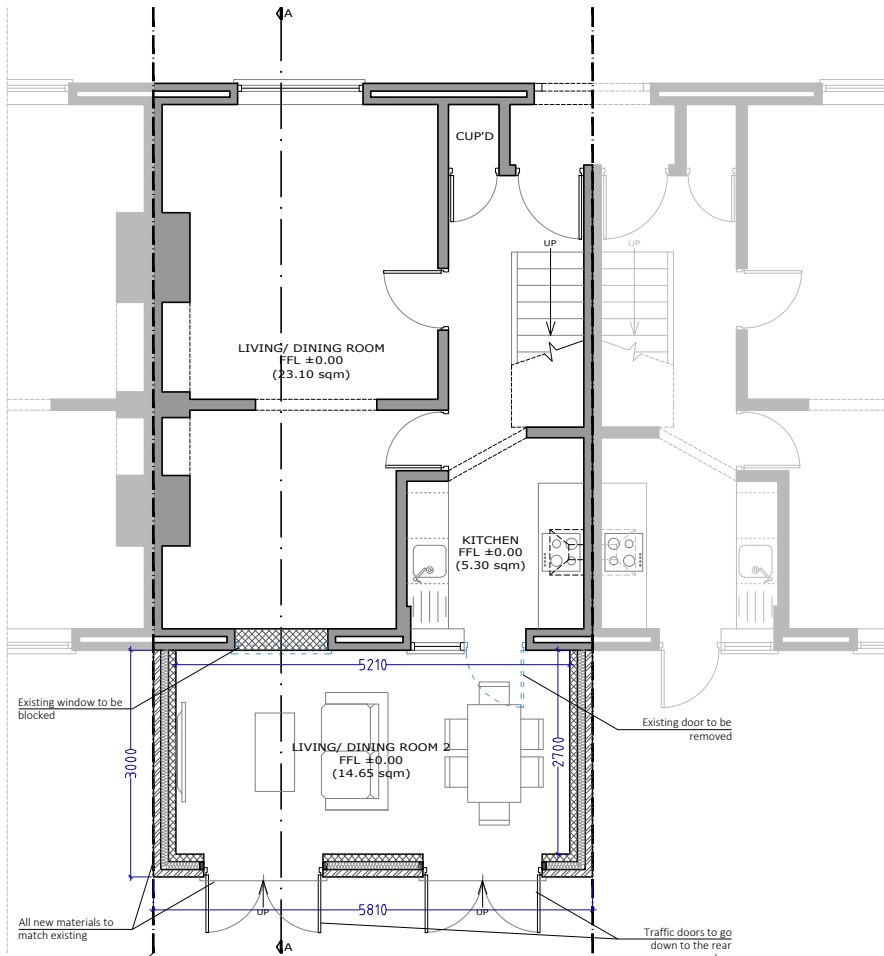 A
CUP'D
UP
UP
LIVING/ DINING ROOM
FFL ±0.00
(23.10 sqm)
KITCHEN
FFL ±0.00
(5.30 sqm)
5210
Existing window to be
blocked
Existing door to be
removed
3000
LIVING/ DINING ROOM 2
FFL ±0.00
(14.65 sqm)
2700
All new materials to
match existing
UP
5810
UP
Traffic doors to go
down to the rear
A